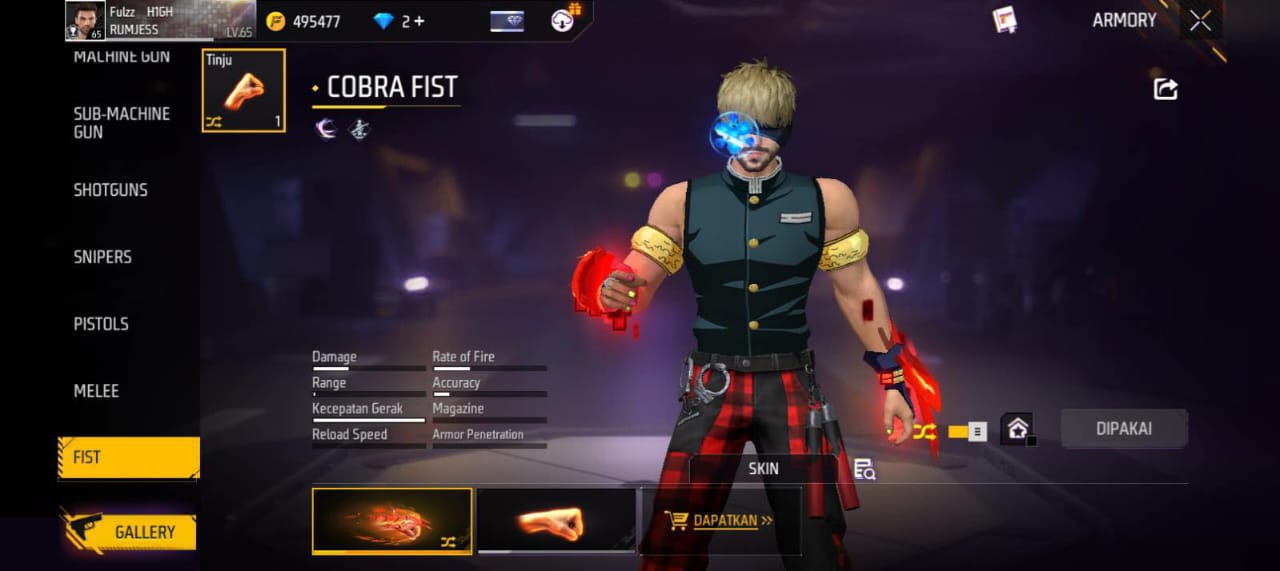 Fulzz H1GH
RUMJESS
LV.65
65
495477
2 +
ARMORY
MACHINE GUN
SUB-MACHINE
GUN
SHOTGUNS
SNIPERS
PISTOLS
MELEE
FIST
GALLERY
Tinju
1
COBRA FIST
Damage
Rate of Fire
Range
Accuracy
Kecepatan Gerak
Magazine
Reload Speed
Armor Penetration
DIPAKAI
SKIN
DAPATKAN >>